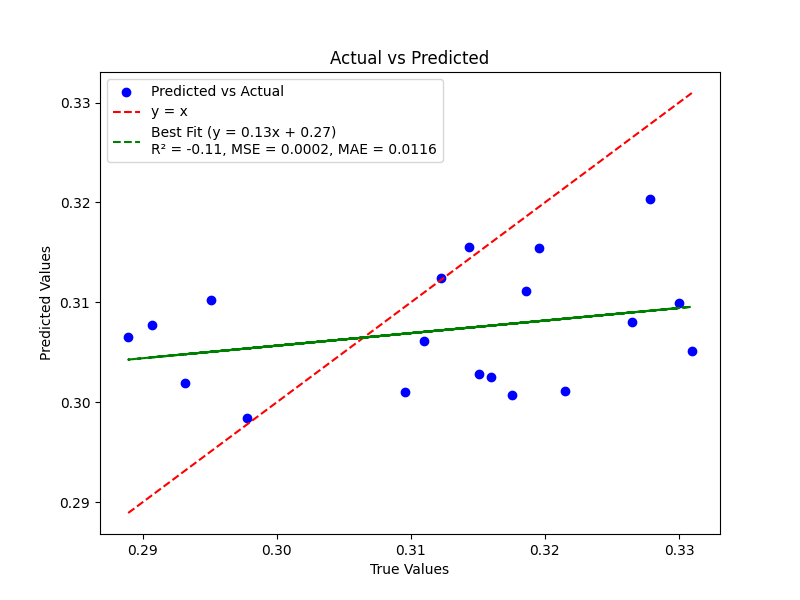 Actual vs Predicted
Predicted vs Actual
y = x
Best Fit (y = 0.13x + 0.27)
R² = -0.11, MSE = 0.0002, MAE = 0.0116
0.33
0.32
0.31
0.30
0.29
Predicted Values
0.29 0.30 0.31 0.32 0.33
True Values